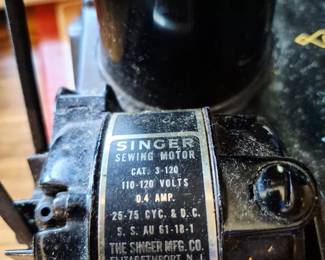 SINGER
SEWING MOTOR
CAT. 3-120
110-120 VOLTS
0.4 AMP.
25-75 CYC. & D.C.
S. S. AU 61-18-1
THE SINGER MFG. CO.
ELIZABETHPORT, N. J.